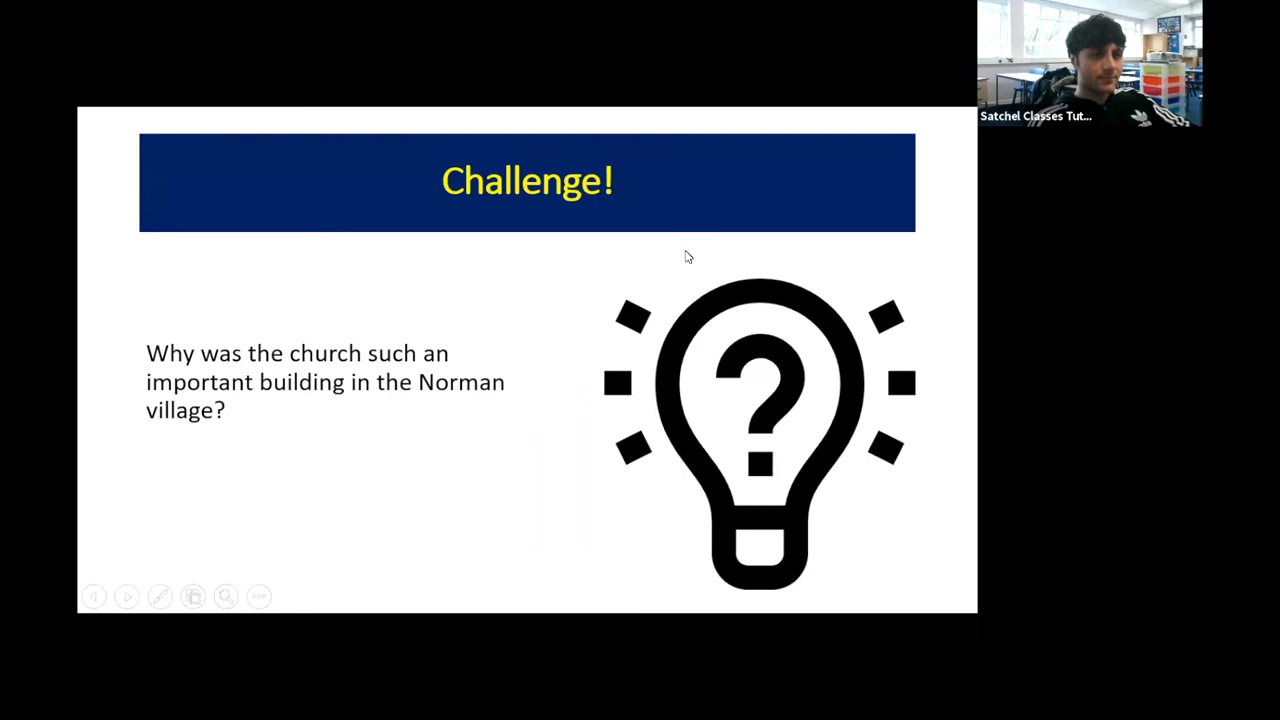 Satchel Classes Tut...
Challenge!
Why was the church such an
important building in the Norman
village?
?